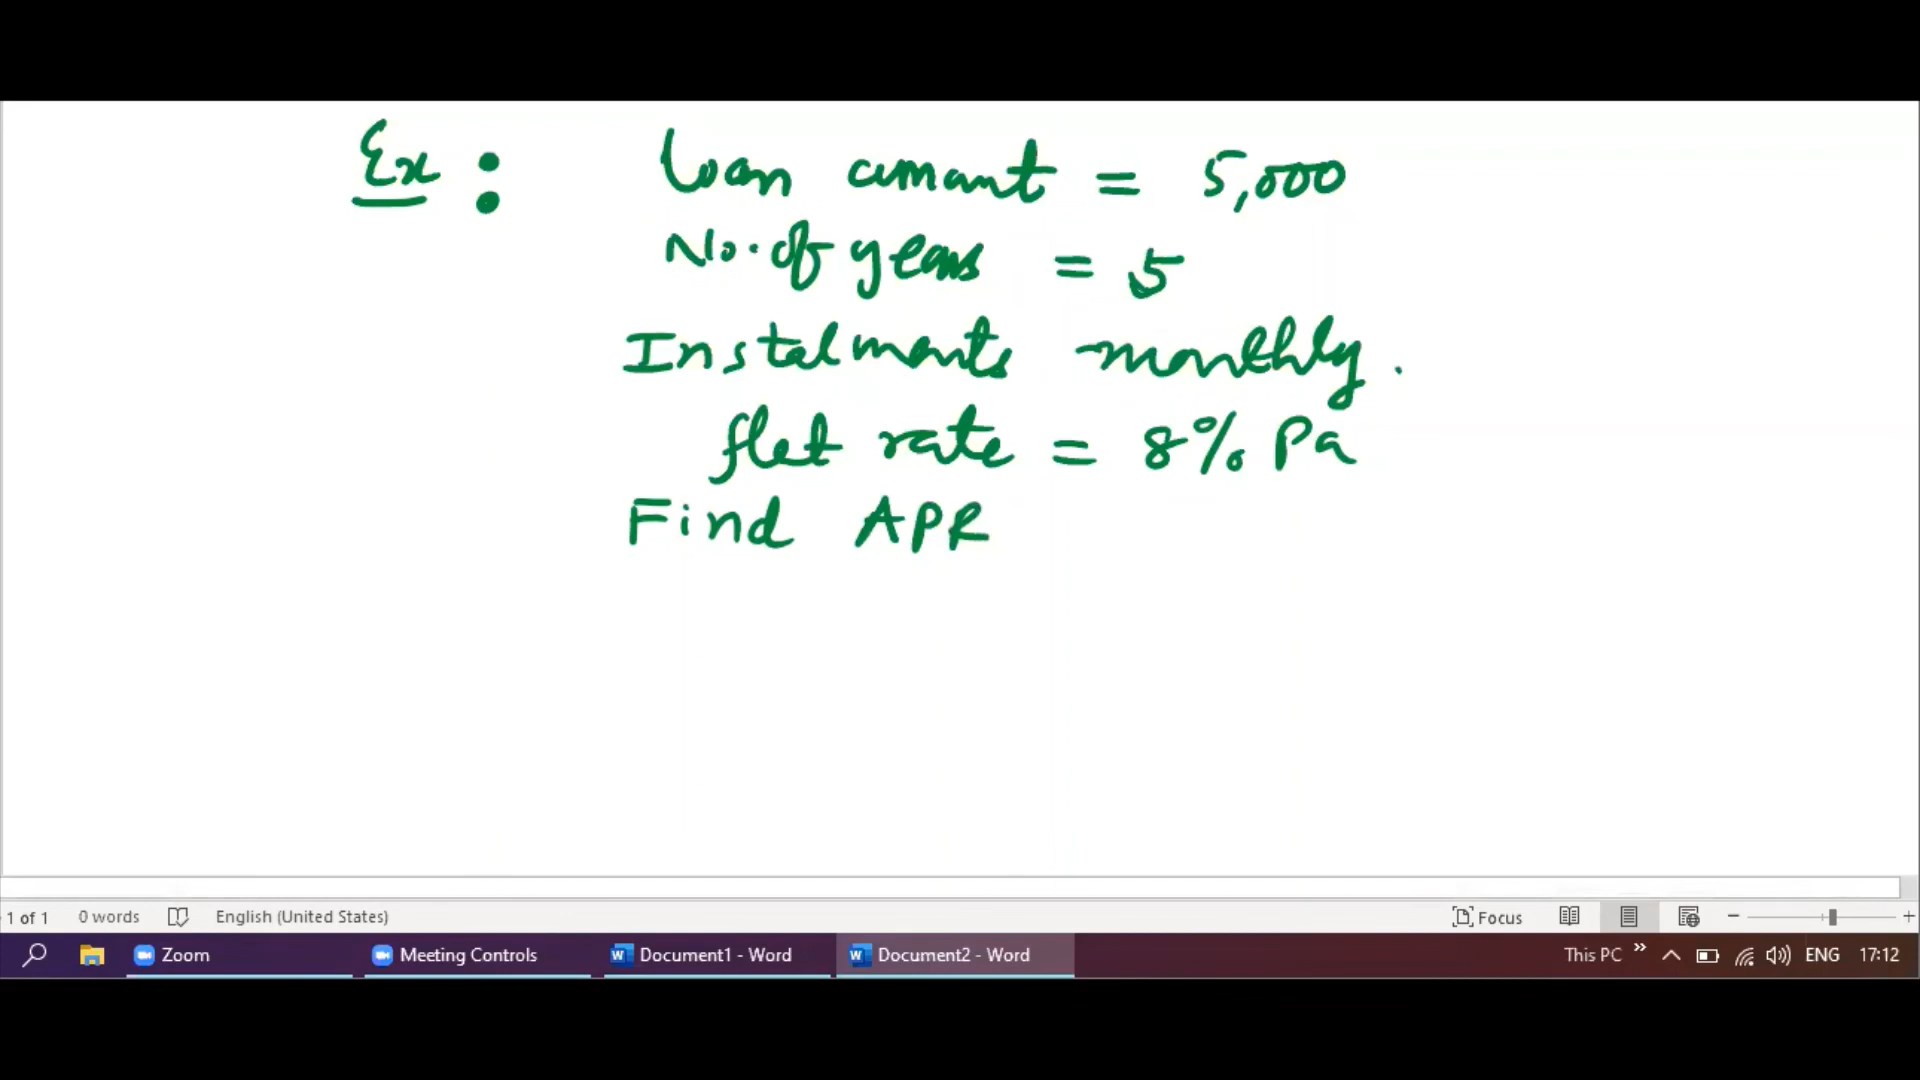 Ex : Loan amount = 5,000
No. of years = 5
Instalments monthly.
flat rate = 8% Pa
Find APR
1 of 1 0 words English (United States) Focus
Zoom Meeting Controls Document1 - Word Document2 - Word This PC ENG 17:12